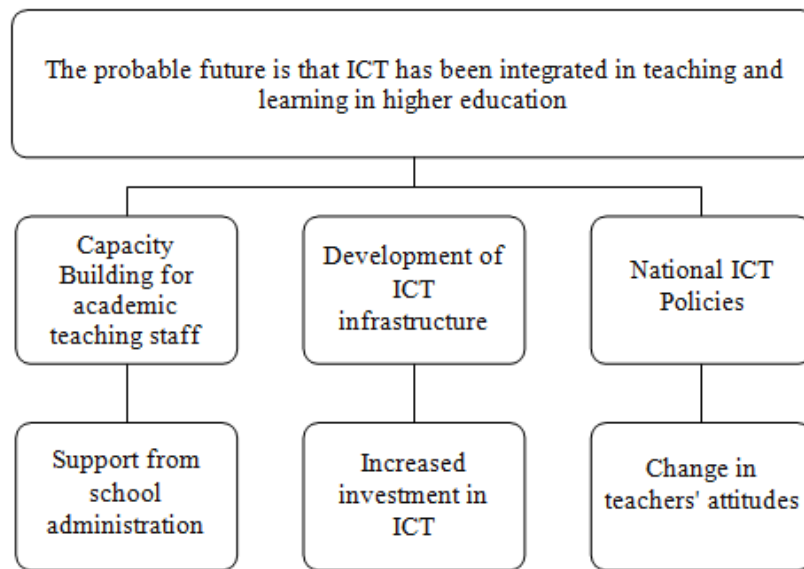 The probable future is that ICT has been integrated in teaching and
learning in higher education
Capacity
Building for
academic
teaching staff
Development of
ICT
infrastructure
National ICT
Policies
Support from
school
administration
Increased
investment in
ICT
Change in
teachers' attitudes